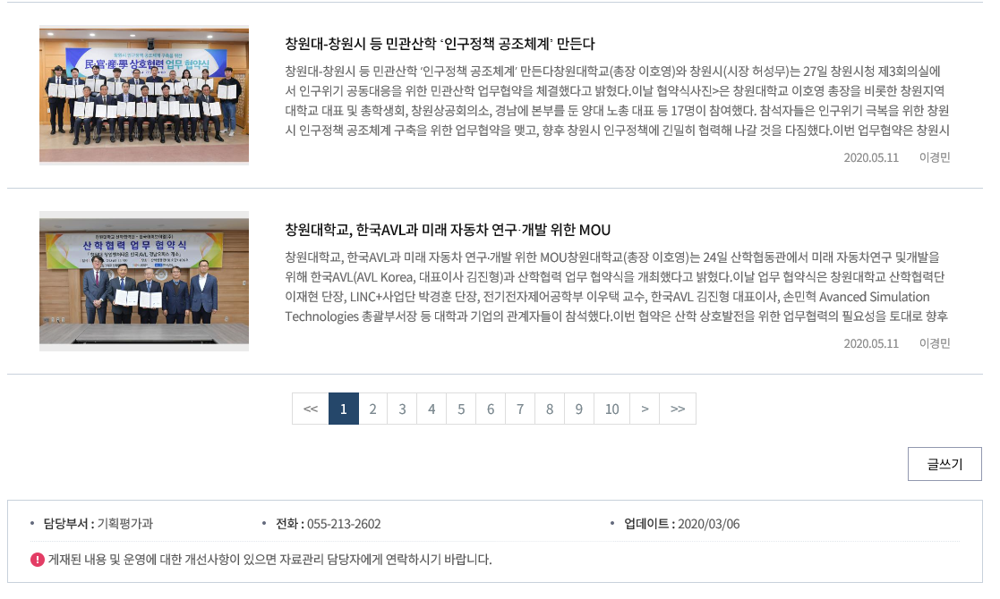 창원시 인구정책 공조체계 구축을 위한
民·官·産·學 상호협력 업무 협약식
창원대-창원시 등 민관산학 ‘인구정책 공조체계’ 만든다
창원대-창원시 등 민관산학 ‘인구정책 공조체계’ 만든다창원대학교(총장 이호영)와 창원시(시장 허성무)는 27일 창원시청 제3회의실에
서 인구위기 공동대응을 위한 민관산학 업무협약을 체결했다고 밝혔다.이날 협약식사진>은 창원대학교 이호영 총장을 비롯한 창원지역
대학교 대표 및 총학생회, 창원상공회의소, 경남에 본부를 둔 양대 노총 대표 등 17명이 참여했다. 참석자들은 인구위기 극복을 위한 창원
시 인구정책 공조체계 구축을 위한 업무협약을 맺고, 향후 창원시 인구정책에 긴밀히 협력해 나갈 것을 다짐했다.이번 업무협약은 창원시
2020.05.11 이경민
산학협력 업무 협약식
창원대학교, 한국AVL과 미래 자동차 연구·개발 위한 MOU
창원대학교, 한국AVL과 미래 자동차 연구·개발 위한 MOU창원대학교(총장 이호영)는 24일 산학협동관에서 미래 자동차연구 및개발을
위해 한국AVL(AVL Korea, 대표이사 김진형)과 산학협력 업무 협약식을 개최했다고 밝혔다.이날 업무 협약식은 창원대학교 산학협력단
이재현 단장, LINC+사업단 박경훈 단장, 전기전자제어공학부 이우택 교수, 한국AVL 김진형 대표이사, 손민혁 Avanced Simulation
Technologies 총괄부서장 등 대학과 기업의 관계자들이 참석했다.이번 협약은 산학 상호발전을 위한 업무협력의 필요성을 토대로 향후
2020.05.11 이경민
<< 1 2 3 4 5 6 7 8 9 10 > >>
글쓰기
• 담당부서 : 기획평가과 • 전화 : 055-213-2602 • 업데이트 : 2020/03/06
! 게재된 내용 및 운영에 대한 개선사항이 있으면 자료관리 담당자에게 연락하시기 바랍니다.